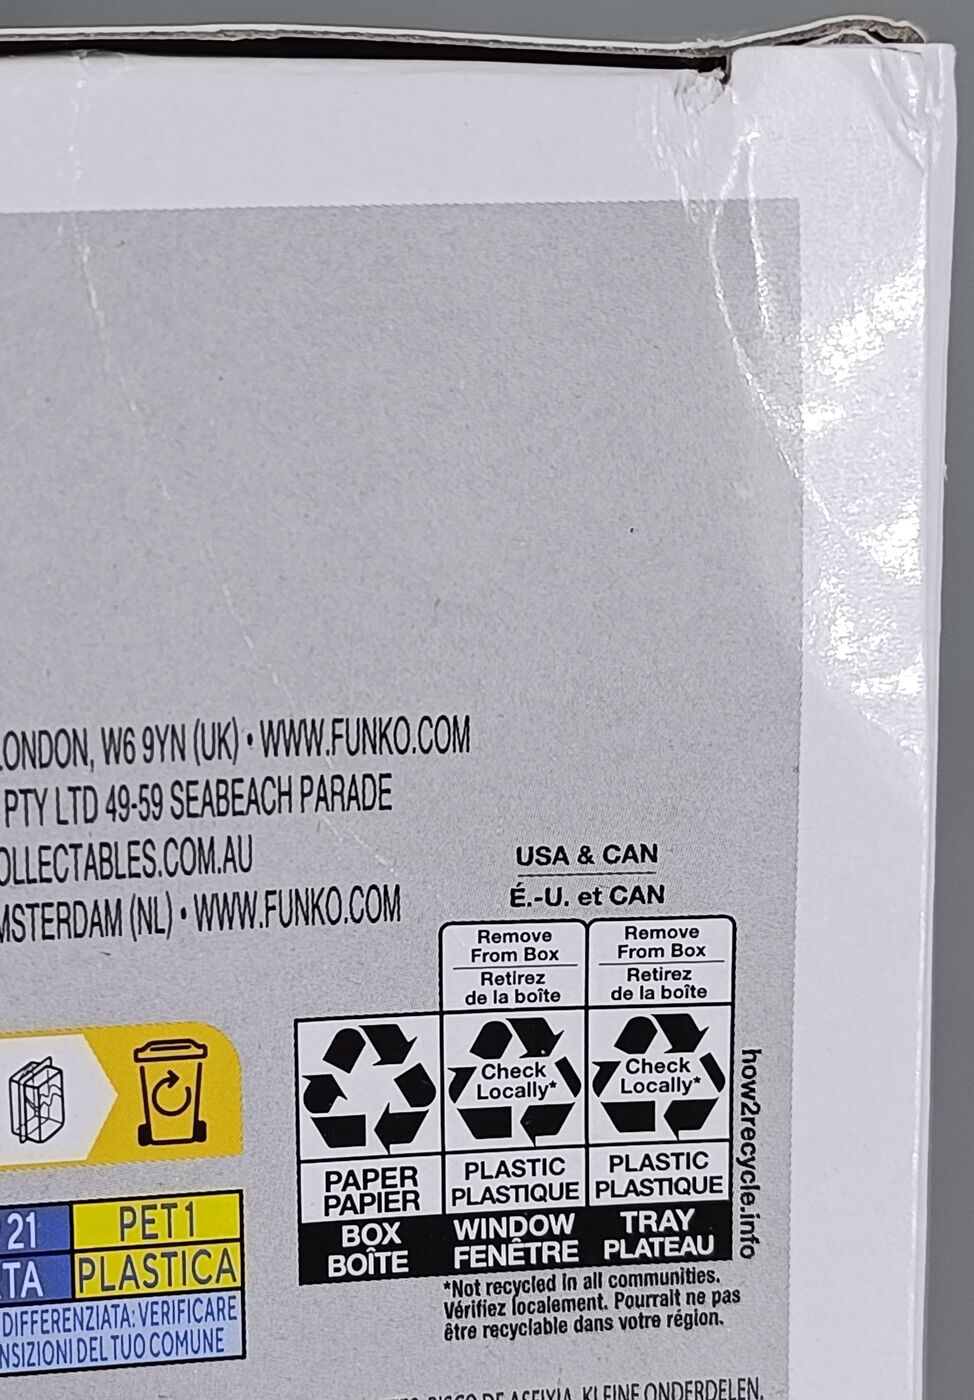 LONDON, W6 9YN (UK) • WWW.FUNKO.COM
PTY LTD 49-59 SEABEACH PARADE
OLLECTABLES.COM.AU
MSTERDAM (NL) • WWW.FUNKO.COM
USA & CAN
É.-U. et CAN
Remove
From Box
Retirez
de la boîte
Remove
From Box
Retirez
de la boîte
Check
Locally*
Check
Locally*
PAPER
PAPIER
PLASTIC
PLASTIQUE
PLASTIC
PLASTIQUE
BOX
BOÎTE
WINDOW
FENÊTRE
TRAY
PLATEAU
how2recycle.info
*Not recycled in all communities.
Vérifiez localement. Pourrait ne pas
être recyclable dans votre région.
21
PET 1
TA
PLASTICA
DIFFERENZIATA: VERIFICARE
NSIZIONI DEL TUO COMUNE
DE ASFIXIA. KLEINE ONDERDELEN.